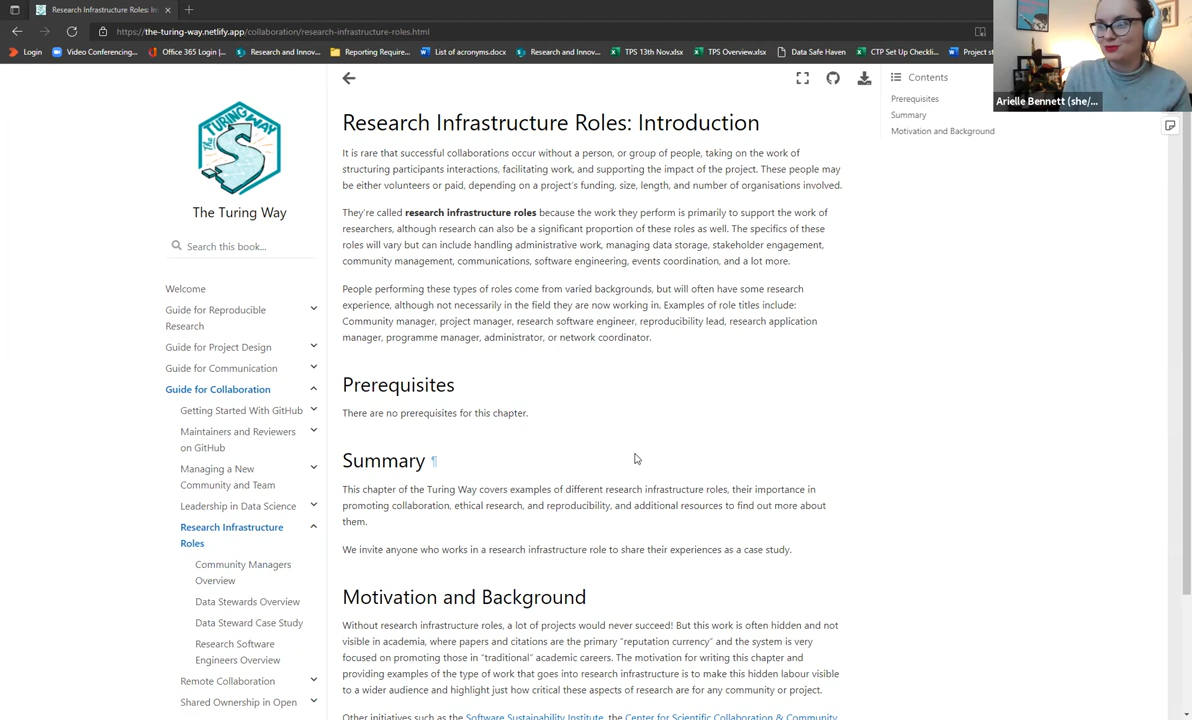 Research Infrastructure Roles: In
https://the-turing-way.netlify.app/collaboration/research-infrastructure-roles.html
Login
Video Conferencing...
Office 365 Login |...
Research and Innov...
Reporting Require...
List of acronyms.docx
Research and Innov...
TPS 13th Nov.xlsx
TPS Overview.xlsx
Data Safe Haven
CTP Set Up Checkli...
Project st
Arielle Bennett (she/...
THE TURING WAY
The Turing Way
Search this book...
Welcome
Guide for Reproducible
Research
Guide for Project Design
Guide for Communication
Guide for Collaboration
Getting Started With GitHub
Maintainers and Reviewers
on GitHub
Managing a New
Community and Team
Leadership in Data Science
Research Infrastructure
Roles
Community Managers
Overview
Data Stewards Overview
Data Steward Case Study
Research Software
Engineers Overview
Remote Collaboration
Shared Ownership in Open
Research Infrastructure Roles: Introduction
It is rare that successful collaborations occur without a person, or group of people, taking on the work of
structuring participants interactions, facilitating work, and supporting the impact of the project. These people may
be either volunteers or paid, depending on a project's funding, size, length, and number of organisations involved.
They're called research infrastructure roles because the work they perform is primarily to support the work of
researchers, although research can also be a significant proportion of these roles as well. The specifics of these
roles will vary but can include handling administrative work, managing data storage, stakeholder engagement,
community management, communications, software engineering, events coordination, and a lot more.
People performing these types of roles come from varied backgrounds, but will often have some research
experience, although not necessarily in the field they are now working in. Examples of role titles include:
Community manager, project manager, research software engineer, reproducibility lead, research application
manager, programme manager, administrator, or network coordinator.
Prerequisites
There are no prerequisites for this chapter.
Summary ¶
This chapter of the Turing Way covers examples of different research infrastructure roles, their importance in
promoting collaboration, ethical research, and reproducibility, and additional resources to find out more about
them.
We invite anyone who works in a research infrastructure role to share their experiences as a case study.
Motivation and Background
Without research infrastructure roles, a lot of projects would never succeed! But this work is often hidden and not
visible in academia, where papers and citations are the primary "reputation currency" and the system is very
focused on promoting those in "traditional" academic careers. The motivation for writing this chapter and
providing examples of the type of work that goes into research infrastructure is to make this hidden labour visible
to a wider audience and highlight just how critical these aspects of research are for any community or project.
Other initiatives such as the Software Sustainability Institute, the Center for Scientific Collaboration & Community
Contents
Prerequisites
Summary
Motivation and Background